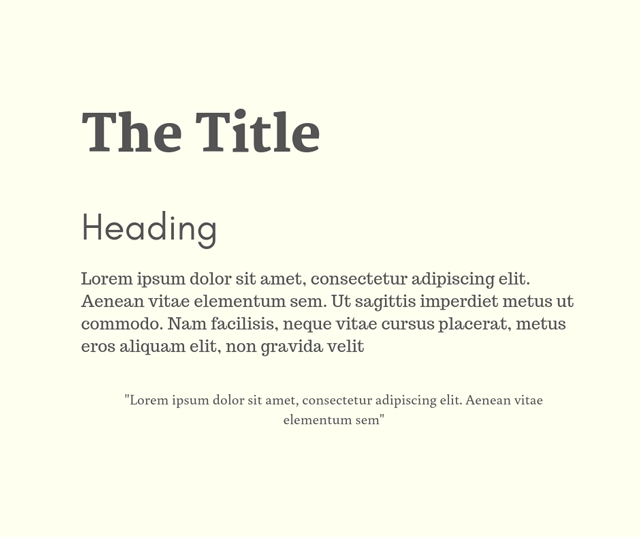 The Title
Heading
Lorem ipsum dolor sit amet, consectetur adipiscing elit.
Aenean vitae elementum sem. Ut sagittis imperdiet metus ut
commodo. Nam facilisis, neque vitae cursus placerat, metus
eros aliquam elit, non gravida velit
"Lorem ipsum dolor sit amet, consectetur adipiscing elit. Aenean vitae
elementum sem"